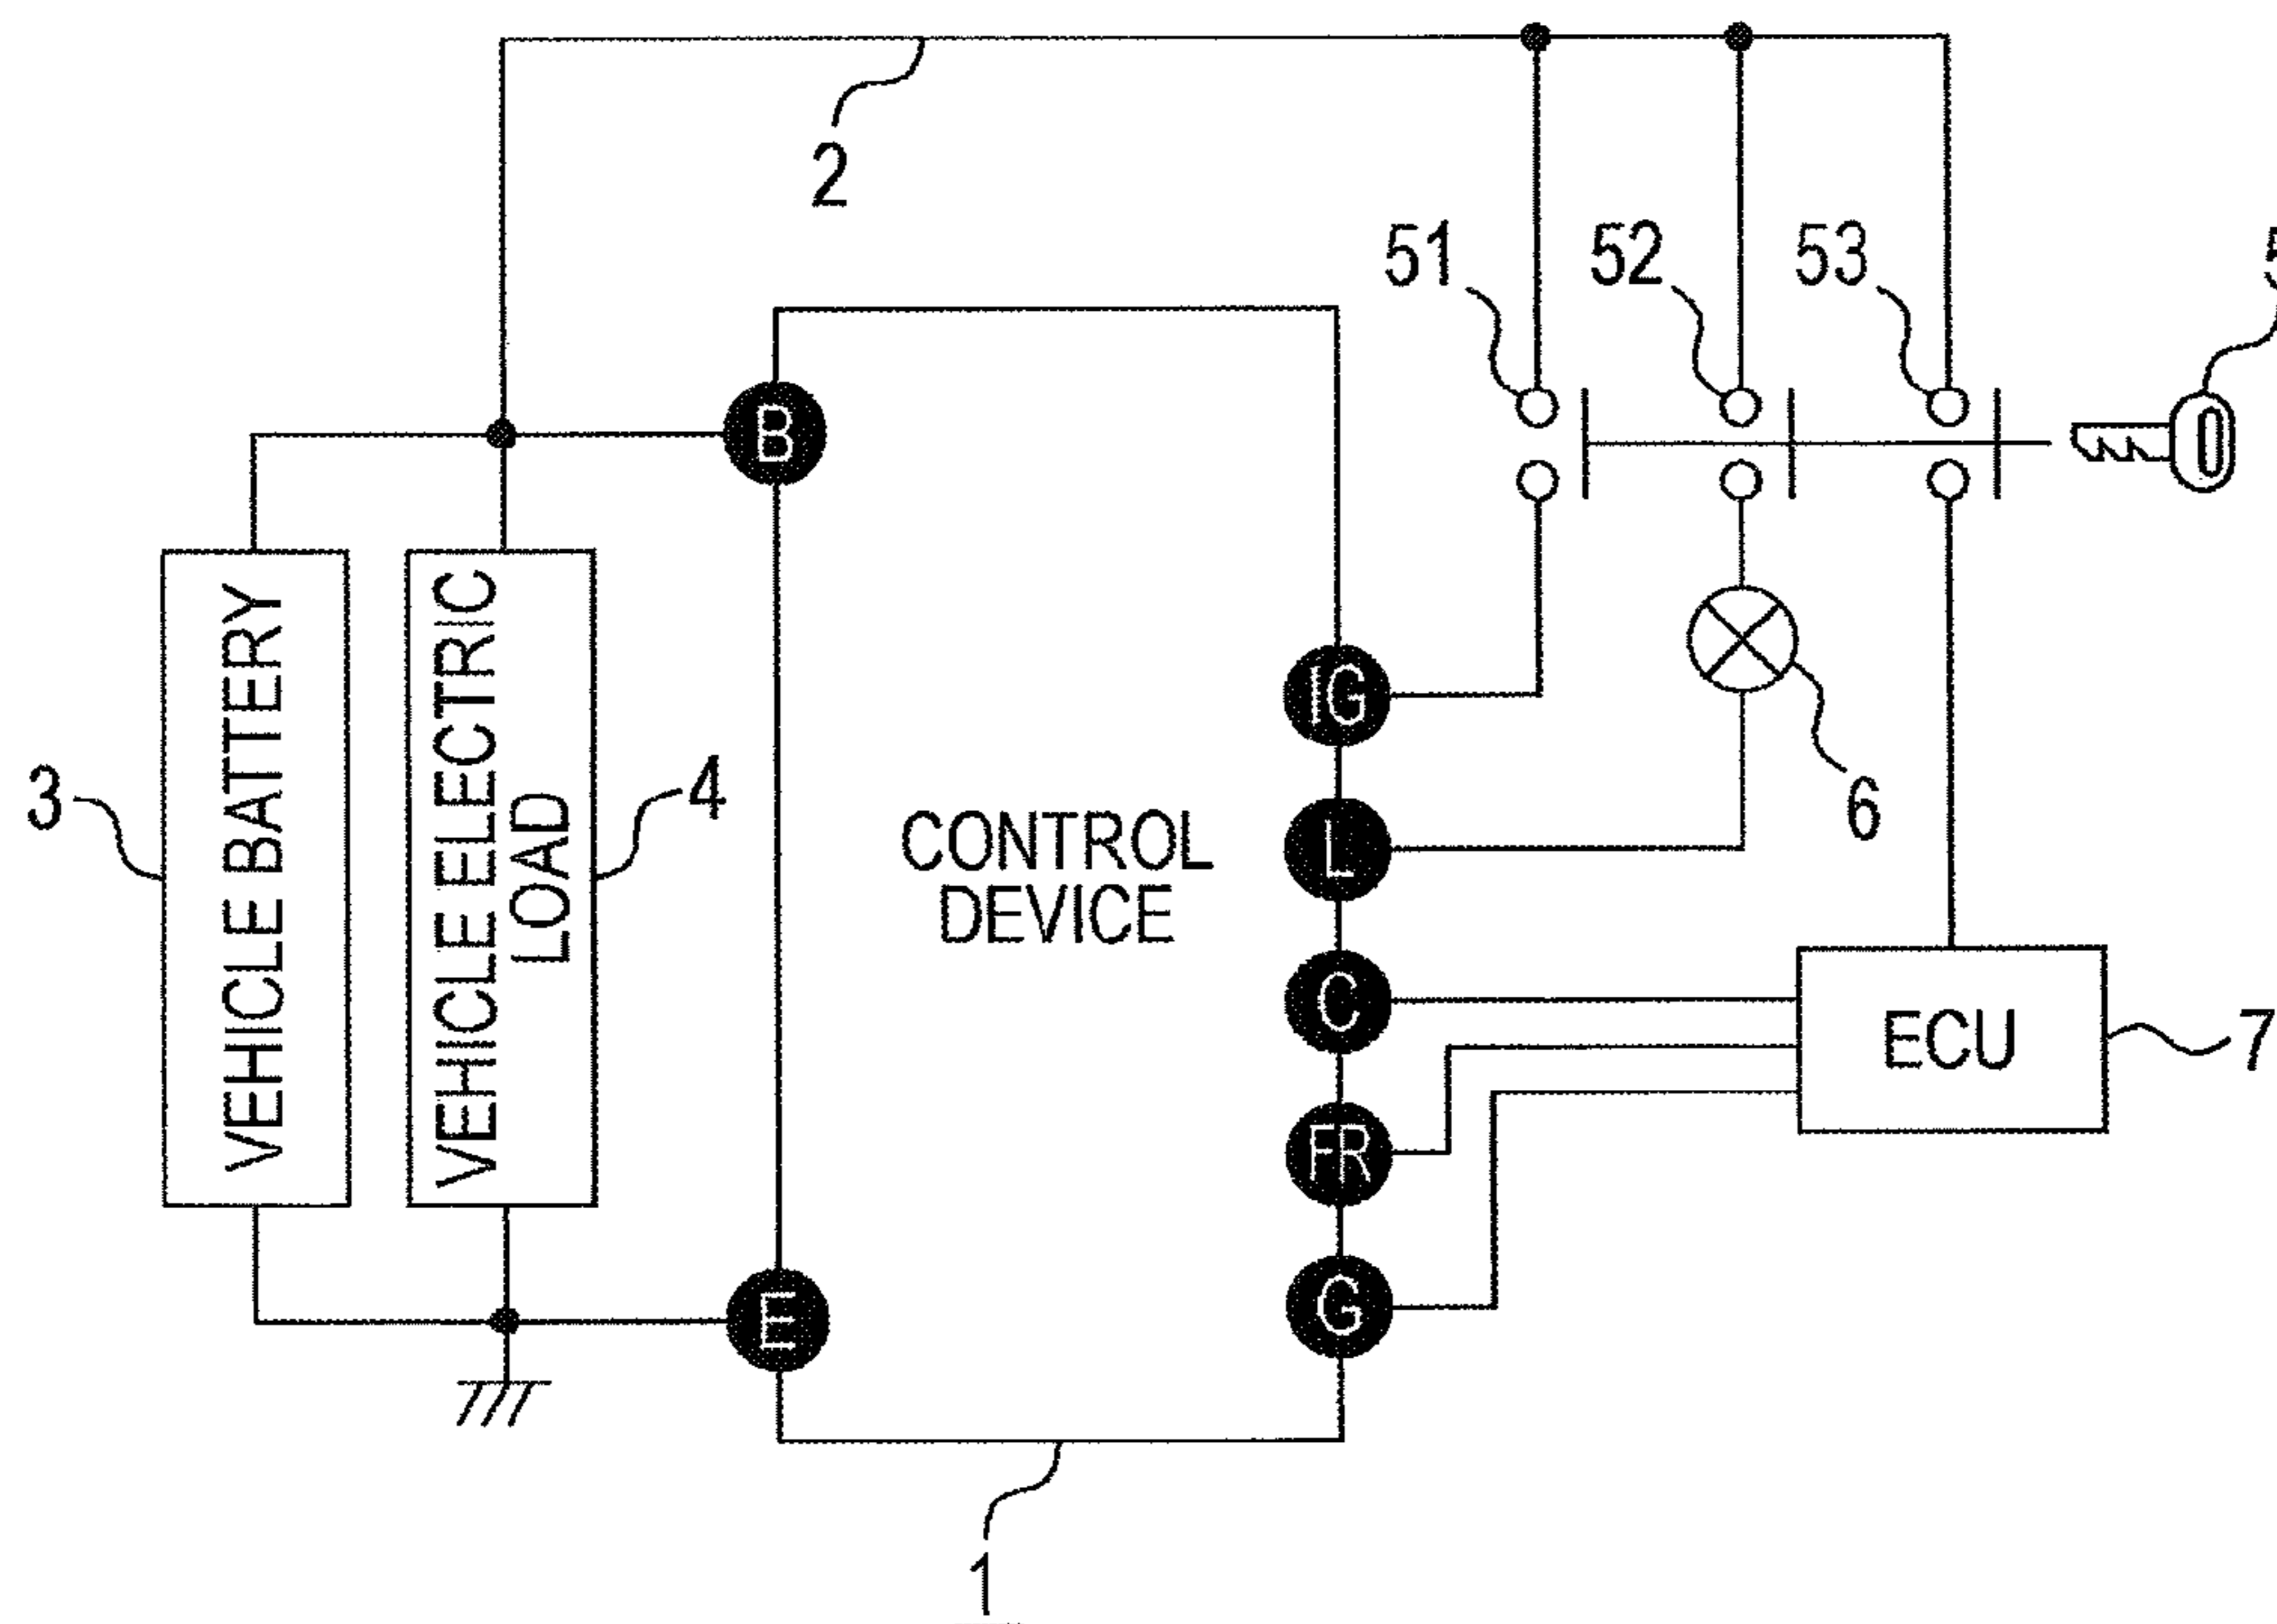 2
51
52
53
5
B
IG
L
C
FR
G
E
3
VEHICLE BATTERY
VEHICLE ELECTRIC
LOAD
4
CONTROL
DEVICE
6
ECU
7
1